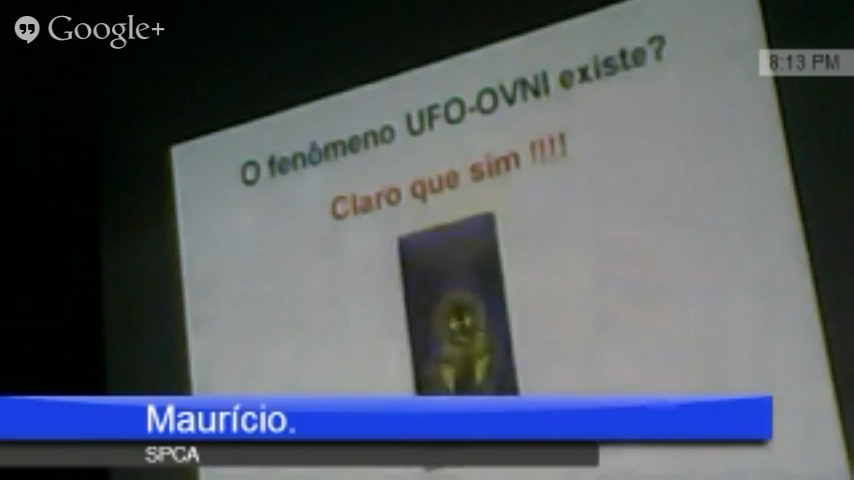 Google+
8:13 PM
O fenômeno UFO-OVNI existe?
Claro que sim !!!!
Maurício.
SPCA